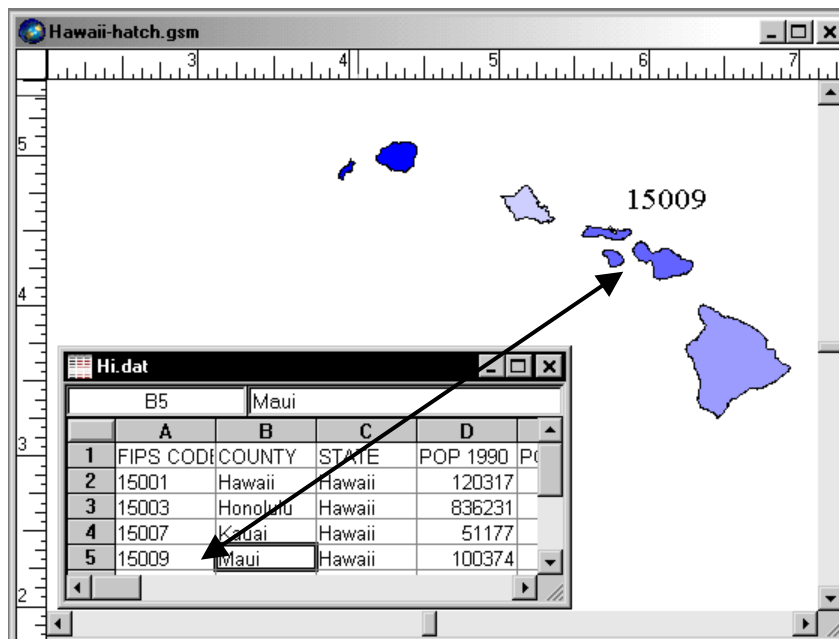 Hawaii-hatch.gsm
3 4 5 6 7
5
15009
4
Hi.dat
B5 Maui
A B C D
1 FIPS CODE COUNTY STATE POP 1990
2 15001 Hawaii Hawaii 120317
3 15003 Honolulu Hawaii 836231
4 15007 Kauai Hawaii 51177
5 15009 Maui Hawaii 100374
3
2